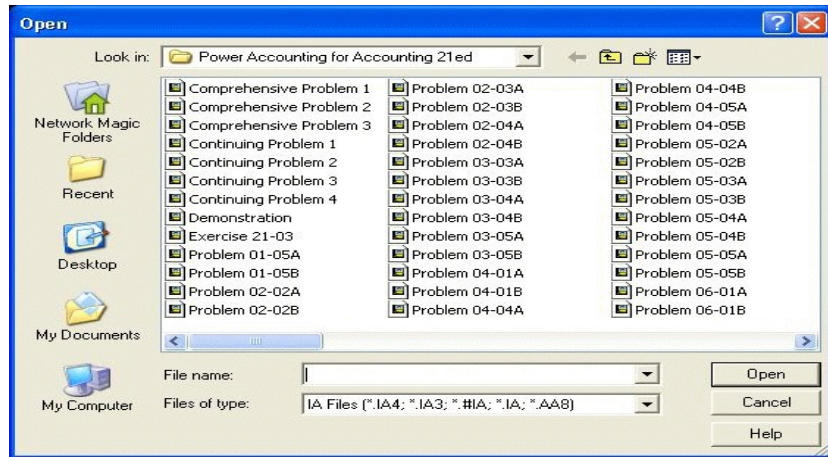 Open
Look in:
Power Accounting for Accounting 21ed
Network Magic
Folders
Recent
Desktop
My Documents
My Computer
Comprehensive Problem 1
Comprehensive Problem 2
Comprehensive Problem 3
Continuing Problem 1
Continuing Problem 2
Continuing Problem 3
Continuing Problem 4
Demonstration
Exercise 21-03
Problem 01-05A
Problem 01-05B
Problem 02-02A
Problem 02-02B
Problem 02-03A
Problem 02-03B
Problem 02-04A
Problem 02-04B
Problem 03-03A
Problem 03-03B
Problem 03-04A
Problem 03-04B
Problem 03-05A
Problem 03-05B
Problem 04-01A
Problem 04-01B
Problem 04-04A
Problem 04-04B
Problem 04-05A
Problem 04-05B
Problem 05-02A
Problem 05-02B
Problem 05-03A
Problem 05-03B
Problem 05-04A
Problem 05-04B
Problem 05-05A
Problem 05-05B
Problem 06-01A
Problem 06-01B
File name:
Open
Files of type:
IA Files (*.IA4; *.IA3; *.#IA; *.IA; *.AA8)
Cancel
Help